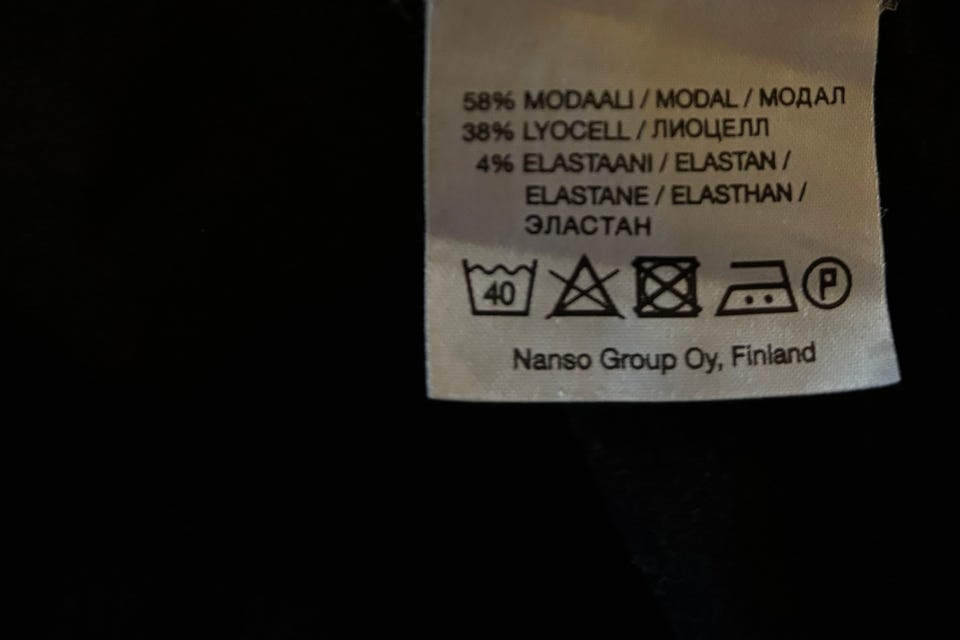 58% MODAALI / MODAL / МОДАЛ
38% LYOCELL / ЛИОЦЕЛЛ
4% ELASTAANI / ELASTAN /
ELASTANE / ELASTHAN /
ЭЛАСТАН
40 P
Nanso Group Oy, Finland